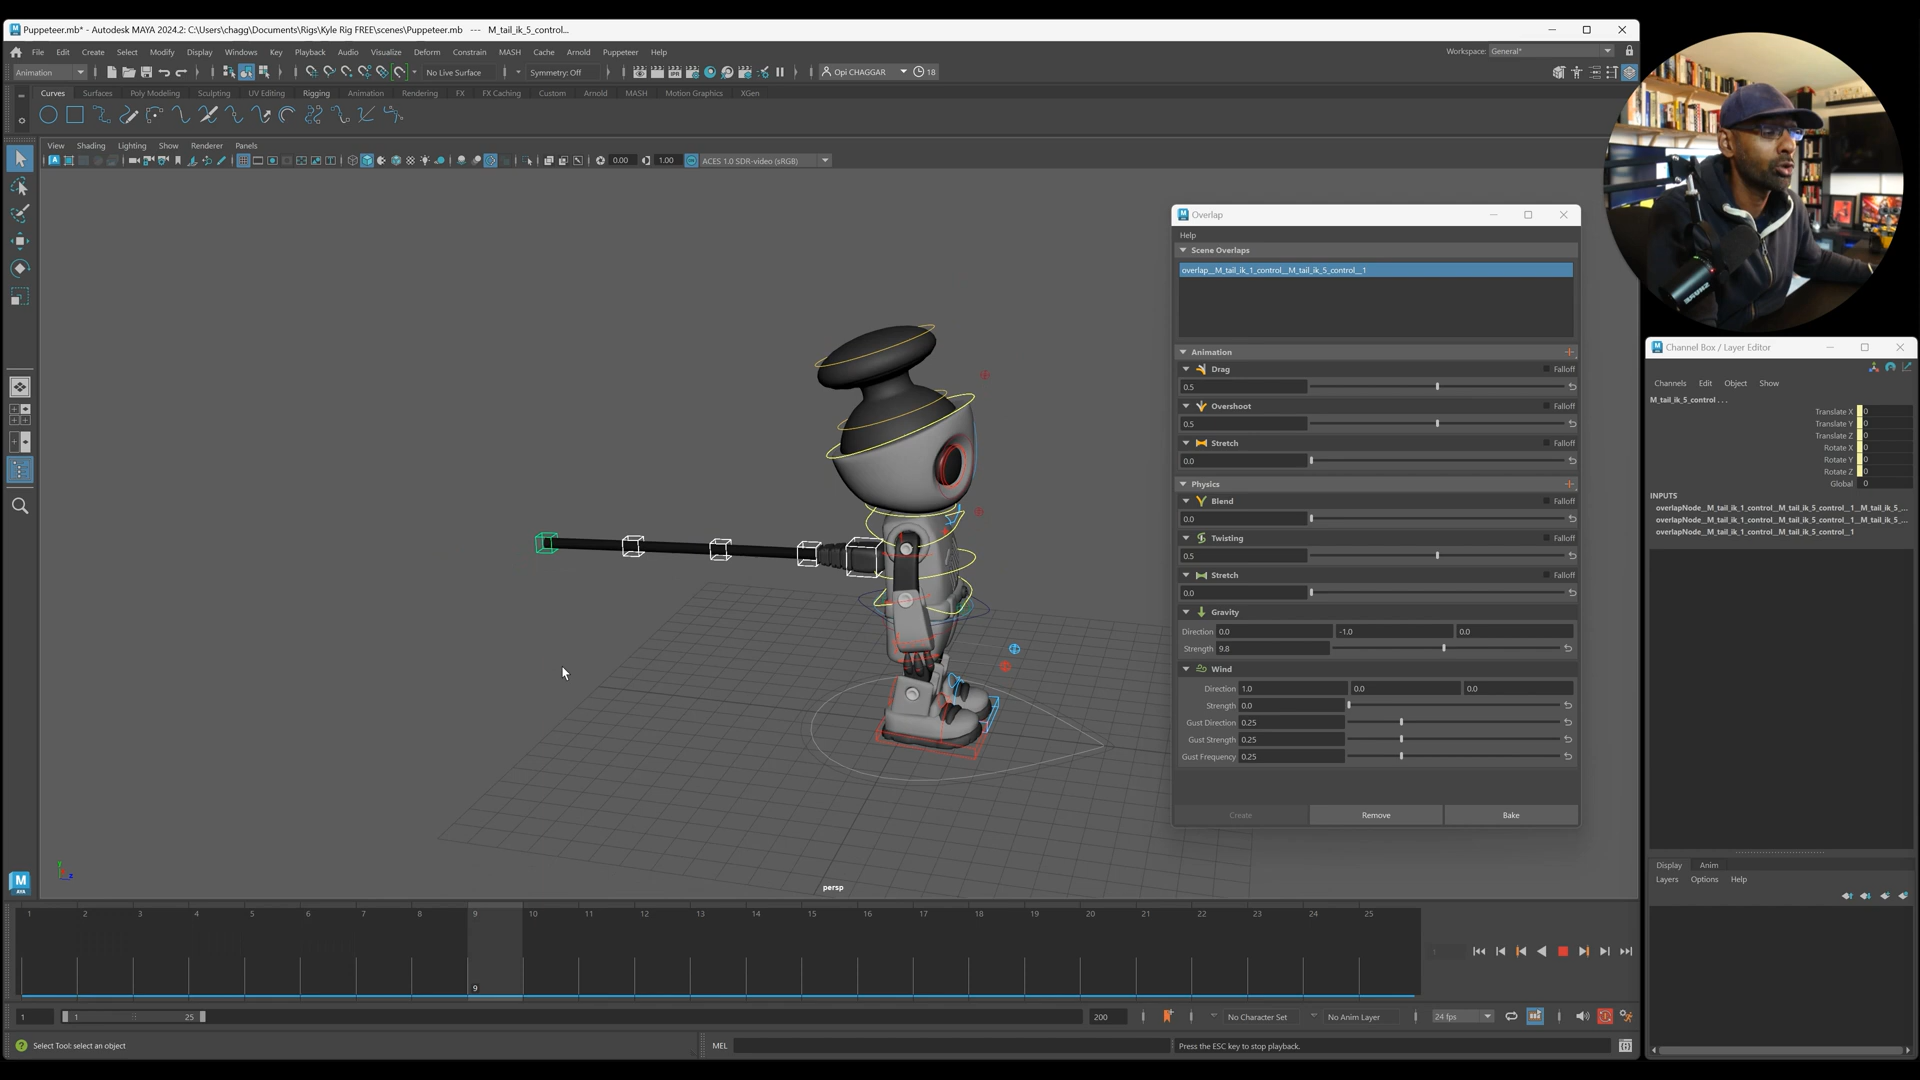 Puppeteer.mb* - Autodesk MAYA 2024.2: C:\Users\chagg\Documents\Rigs\Kyle Rig FREE\scenes\Puppeteer.mb --- M_tail_ik_5_control...
File Edit Create Select Modify Display Windows Key Playback Audio Visualize Deform Constrain MASH Cache Arnold Puppeteer Help
Workspace: General*
Animation No Live Surface Symmetry: Off Opi CHAGGAR 18
Curves Surfaces Poly Modeling Sculpting UV Editing Rigging Animation Rendering FX FX Caching Custom Arnold MASH Motion Graphics XGen
View Shading Lighting Show Renderer Panels
0.00 1.00 ACES 1.0 SDR-video (sRGB)
persp
Overlap
Help
Scene Overlaps
overlap__M_tail_ik_1_control__M_tail_ik_5_control__1
Animation
Drag Falloff
0.5
Overshoot Falloff
0.5
Stretch Falloff
0.0
Physics
Blend Falloff
0.0
Twisting Falloff
0.5
Stretch Falloff
0.0
Gravity
Direction 0.0 -1.0 0.0
Strength 9.8
Wind
Direction 1.0 0.0 0.0
Strength 0.0
Gust Direction 0.25
Gust Strength 0.25
Gust Frequency 0.25
Create Remove Bake
Channel Box / Layer Editor
Channels Edit Object Show
M_tail_ik_5_control . . .
Translate X 0
Translate Y 0
Translate Z 0
Rotate X 0
Rotate Y 0
Rotate Z 0
Global 0
INPUTS
overlapNode__M_tail_ik_1_control__M_tail_ik_5_control__1__M_tail_ik_5_...
overlapNode__M_tail_ik_1_control__M_tail_ik_5_control__1__M_tail_ik_5_...
overlapNode__M_tail_ik_1_control__M_tail_ik_5_control__1
Display Anim
Layers Options Help
1 2 3 4 5 6 7 8 9 10 11 12 13 14 15 16 17 18 19 20 21 22 23 24 25
9
1 1 25 200 No Character Set No Anim Layer 24 fps
Select Tool: select an object
MEL
Press the ESC key to stop playback.